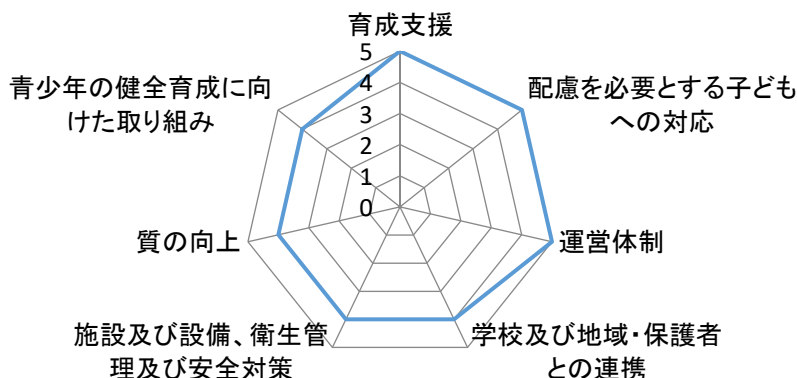 育成支援
配慮を必要とする子ども
への対応
運営体制
学校及び地域・保護者
との連携
施設及び設備、衛生管
理及び安全対策
質の向上
青少年の健全育成に向
けた取り組み
5
4
3
2
1
0